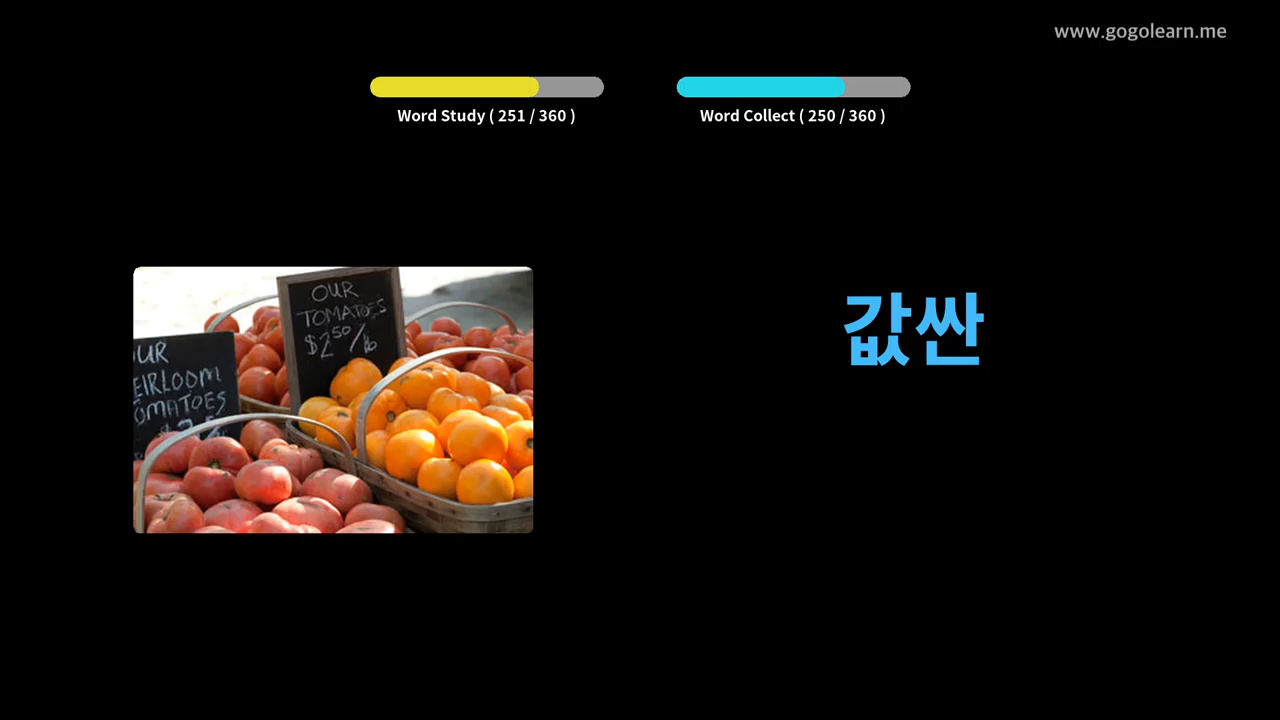 www.gogolearn.me
Word Study ( 251 / 360 )
Word Collect ( 250 / 360 )
값싼
OUR
TOMATOES
$2.50/lb
UR
EIRLOOM
OMATOES